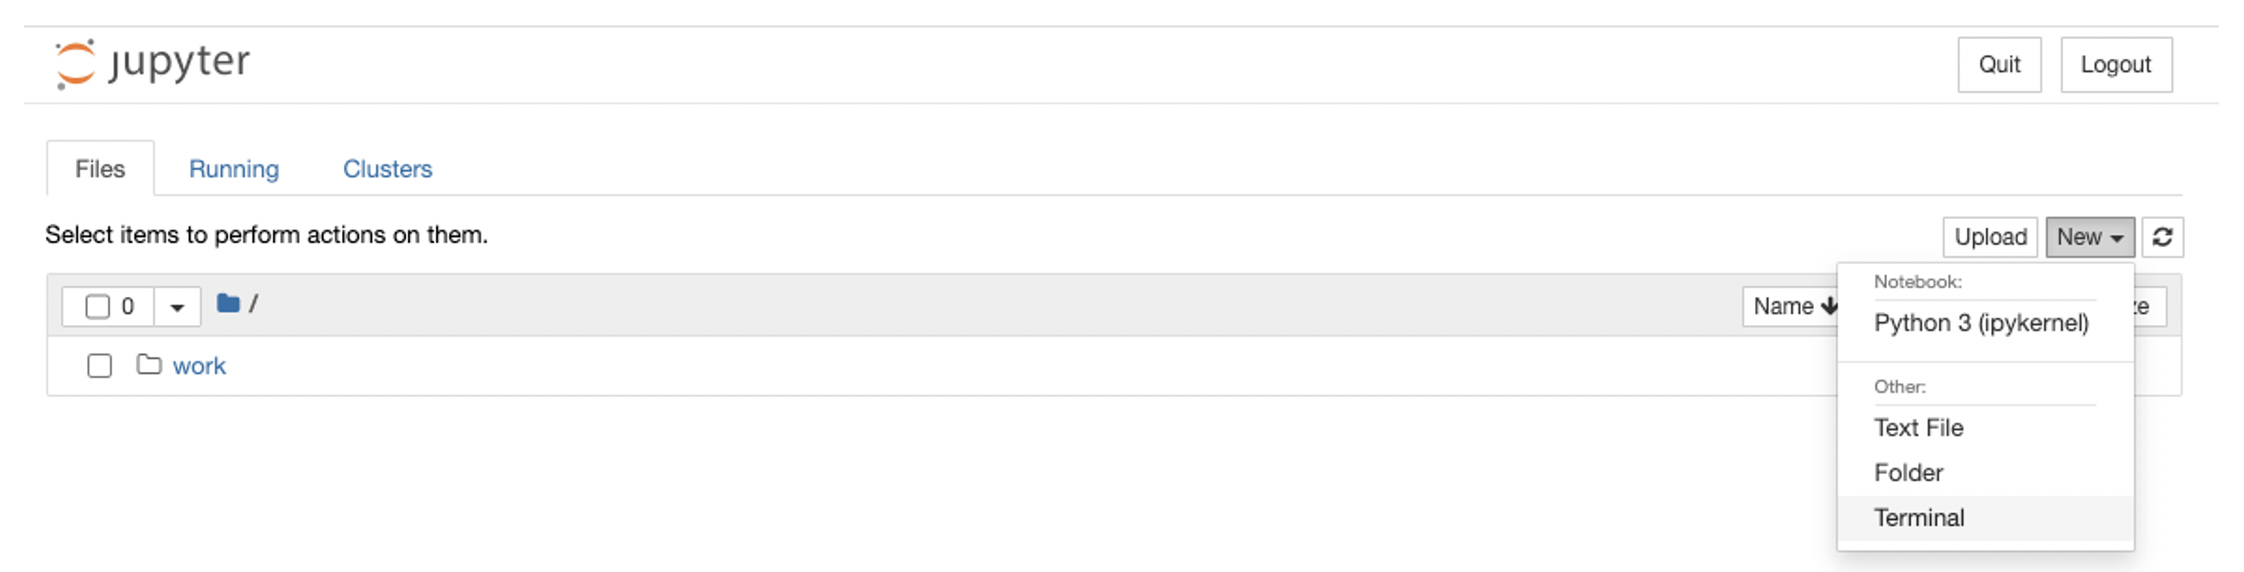 jupyter
Quit Logout
Files Running Clusters
Select items to perform actions on them.
Upload New
0 /
Name
work
Notebook:
Python 3 (ipykernel)
Other:
Text File
Folder
Terminal